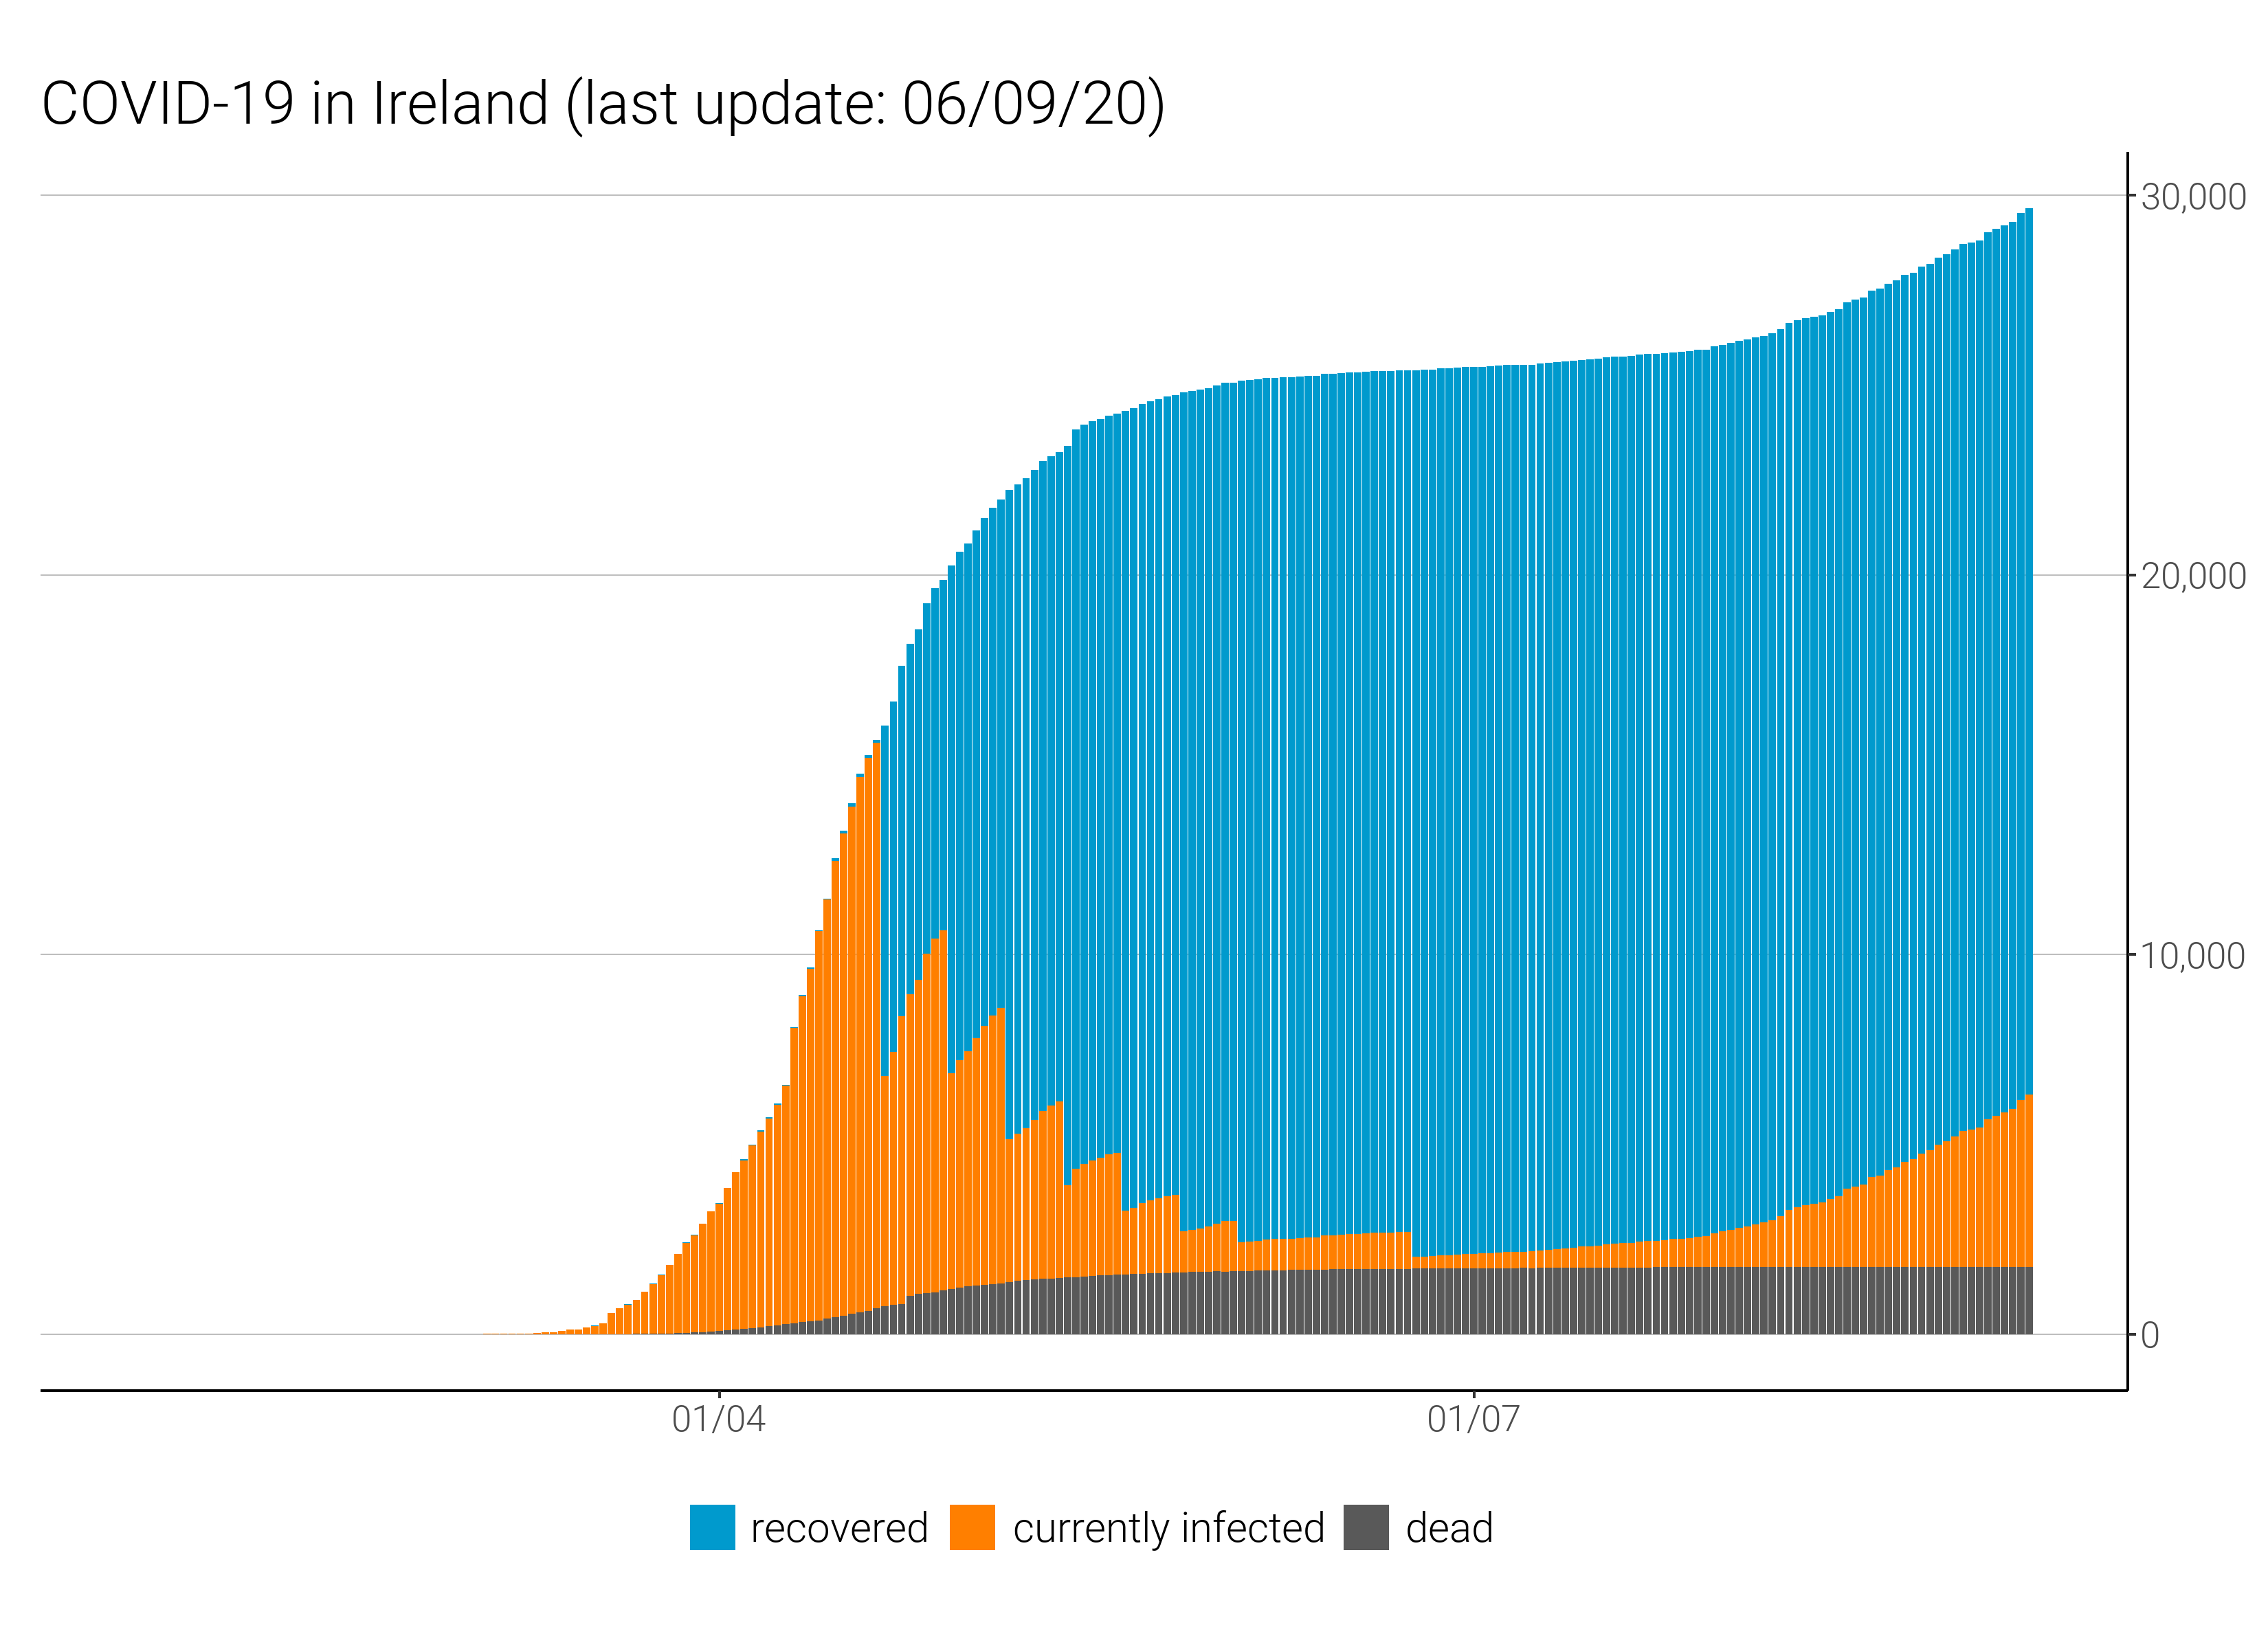 COVID-19 in Ireland (last update: 06/09/20)
30,000
20,000
10,000
0
01/04 01/07
recovered currently infected dead